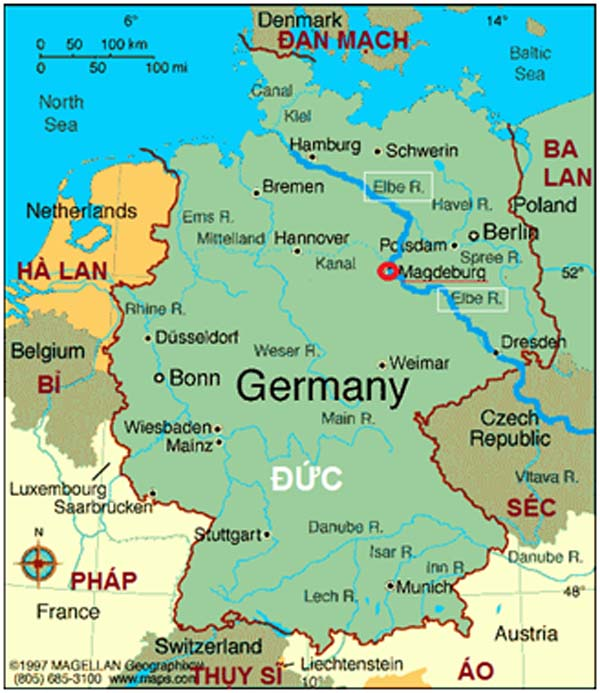 6°
14°
Denmark
ĐAN MẠCH
0 50 100 km
0 50 100 mi
Baltic
Sea
North
Sea
Canal
Kiel
Hamburg
Schwerin
BA
LAN
Elbe R.
Bremen
Netherlands
Ems R.
Havel R.
Poland
Mittelland
Hannover
Potsdam
Berlin
Spree R.
HÀ LAN
Kanal
Magdeburg
52°
Elbe R.
Rhine R.
Düsseldorf
Dresden
Belgium
Weser R.
Weimar
BỈ
Bonn
Germany
Czech
Republic
Wiesbaden
Main R.
Mainz
Vltava R.
ĐỨC
Luxembourg
Saarbrücken
SÉC
Stuttgart
Danube R.
N
Isar R.
Danube R.
Inn R.
PHÁP
Munich
48°
Lech R.
France
Austria
Switzerland
©1997 MAGELLAN Geographix
Liechtenstein
(805) 685-3100 www.maps.com
THỤY SĨ
10°
ÁO